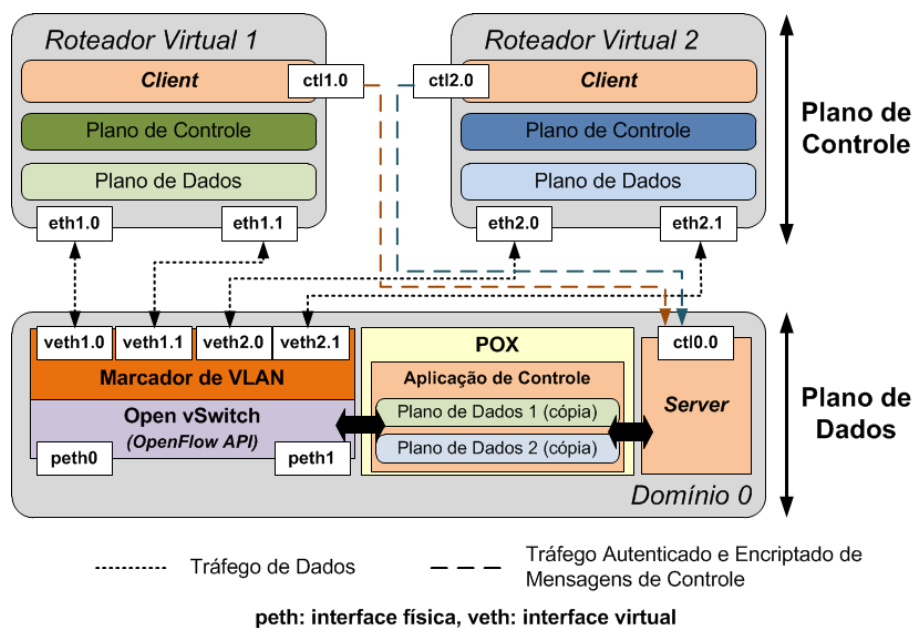 Roteador Virtual 1
Client
ctl1.0
Plano de Controle
Plano de Dados
eth1.0
eth1.1
Roteador Virtual 2
ctl2.0
Client
Plano de Controle
Plano de Dados
eth2.0
eth2.1
Plano de
Controle
veth1.0
veth1.1
veth2.0
veth2.1
Marcador de VLAN
Open vSwitch
(OpenFlow API)
peth0
peth1
POX
Aplicação de Controle
Plano de Dados 1 (cópia)
Plano de Dados 2 (cópia)
ctl0.0
Server
Domínio 0
Plano de
Dados
Tráfego de Dados
Tráfego Autenticado e Encriptado de
Mensagens de Controle
peth: interface física, veth: interface virtual